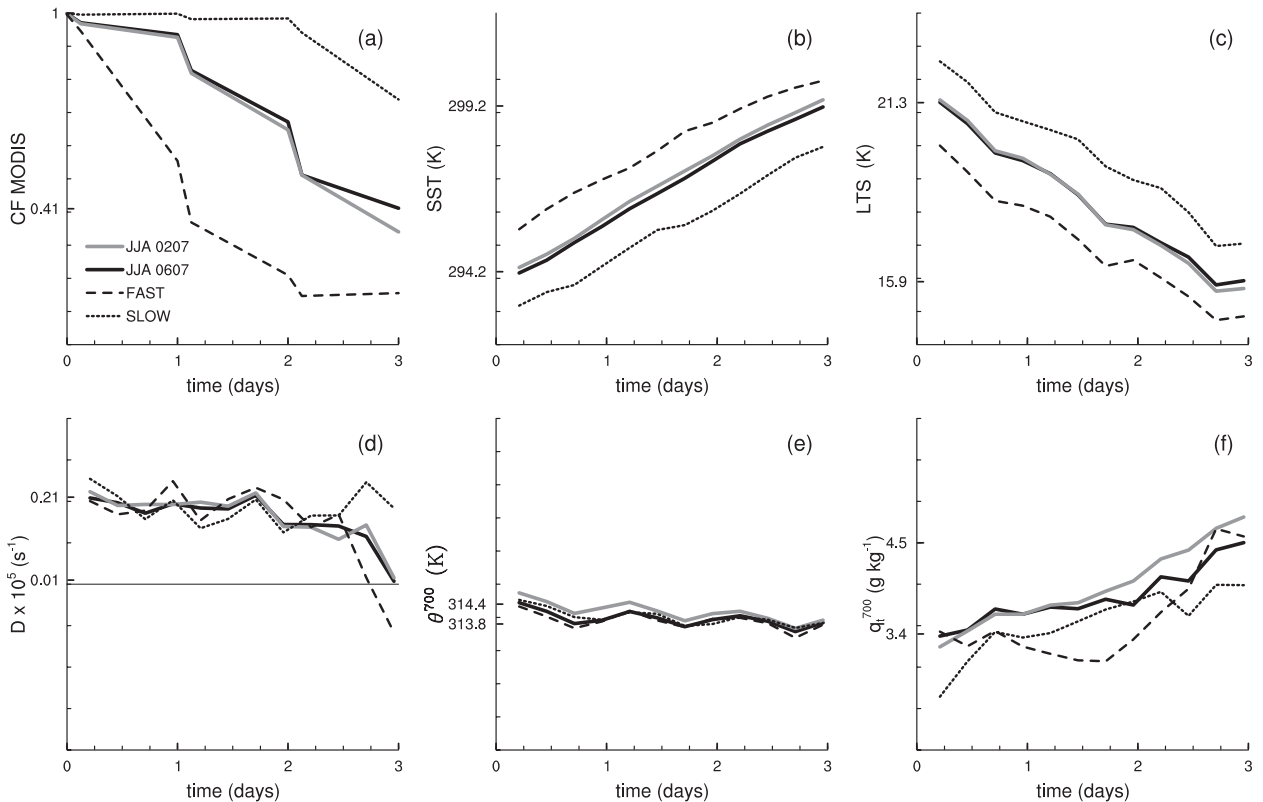 (a)
1
0.41
CF MODIS
JJA 0207
JJA 0607
FAST
SLOW
0 1 2 3
time (days)
(b)
299.2
294.2
SST (K)
0 1 2 3
time (days)
(c)
21.3
15.9
LTS (K)
0 1 2 3
time (days)
(d)
0.21
0.01
D x 10⁵ (s⁻¹)
0 1 2 3
time (days)
(e)
314.4
313.8
θ⁷⁰⁰ (K)
0 1 2 3
time (days)
(f)
4.5
3.4
qₜ⁷⁰⁰ (g kg⁻¹)
0 1 2 3
time (days)